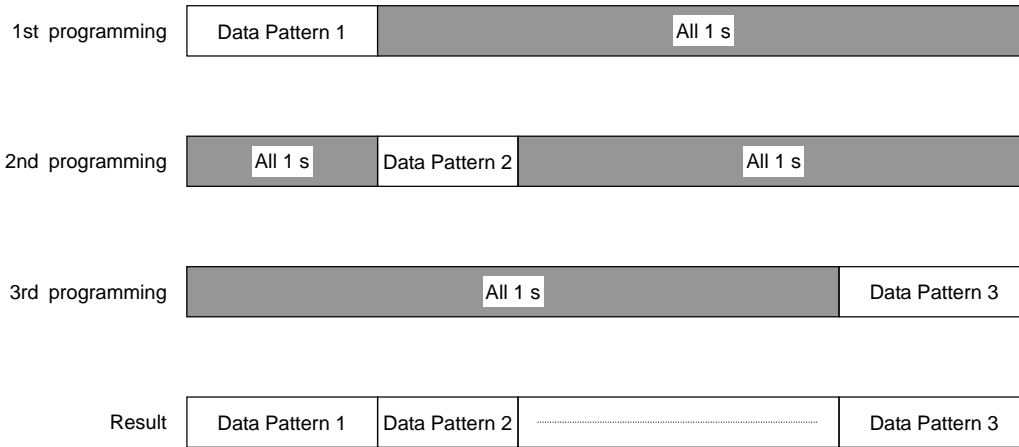 1st programming Data Pattern 1 All 1 s
2nd programming All 1 s Data Pattern 2 All 1 s
3rd programming All 1 s Data Pattern 3
Result Data Pattern 1 Data Pattern 2 Data Pattern 3